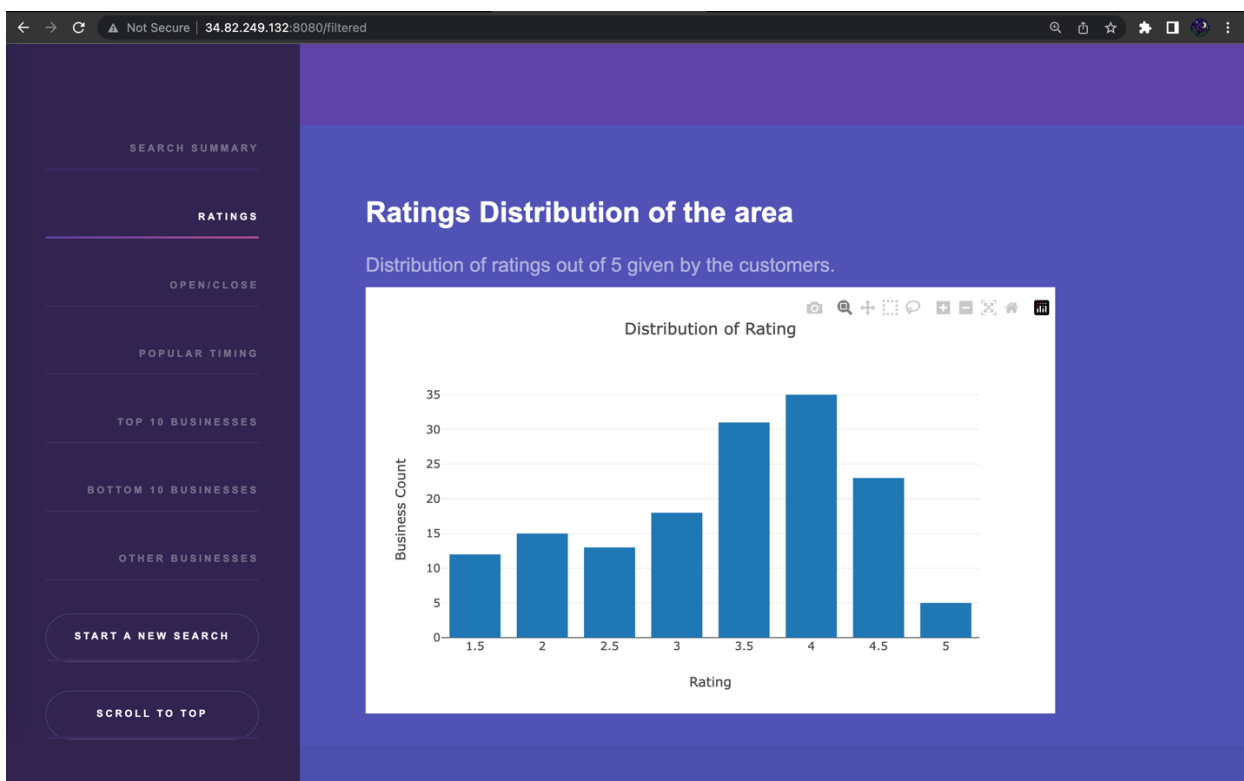 Not Secure | 34.82.249.132:8080/filtered
SEARCH SUMMARY
RATINGS
OPEN/CLOSE
POPULAR TIMING
TOP 10 BUSINESSES
BOTTOM 10 BUSINESSES
OTHER BUSINESSES
START A NEW SEARCH
SCROLL TO TOP
Ratings Distribution of the area
Distribution of ratings out of 5 given by the customers.
Distribution of Rating
Business Count
35
30
25
20
15
10
5
0
1.5 2 2.5 3 3.5 4 4.5 5
Rating